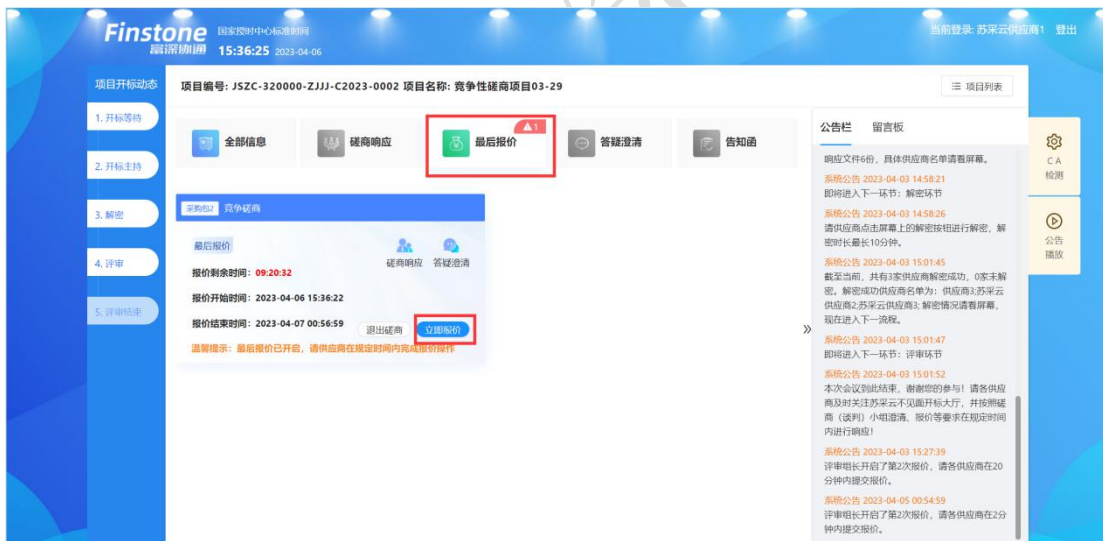 Finstone
富深协通
国家授时中心标准时间
15:36:25 2023-04-06
当前登录: 苏采云供应商1 登出
项目开标动态
1. 开标等待
2. 开标主持
3. 解密
4. 评审
5. 评审结束
项目编号: JSZC-320000-ZJJJ-C2023-0002 项目名称: 竞争性磋商项目03-29
项目列表
全部信息
磋商响应
最后报价
1
答疑澄清
告知函
采购包2 竞争磋商
最后报价
磋商响应 答疑澄清
报价剩余时间: 09:20:32
报价开始时间: 2023-04-06 15:36:22
报价结束时间: 2023-04-07 00:56:59
退出磋商 立即报价
温馨提示: 最后报价已开启, 请供应商在规定时间内完成报价操作
»
公告栏 留言板
响应文件6份, 具体供应商名单请看屏幕。
系统公告 2023-04-03 14:58:21
即将进入下一环节: 解密环节
系统公告 2023-04-03 14:58:26
请供应商点击屏幕上的解密按钮进行解密, 解
密时长最长10分钟。
系统公告 2023-04-03 15:01:45
截至当前, 共有3家供应商解密成功, 0家未解
密。解密成功供应商名单为: 供应商3;苏采云
供应商2;苏采云供应商3; 解密情况请看屏幕,
现在进入下一流程。
系统公告 2023-04-03 15:01:47
即将进入下一环节: 评审环节
系统公告 2023-04-03 15:01:52
本次会议到此结束, 谢谢您的参与! 请各供应
商及时关注苏采云不见面开标大厅, 并按照磋
商（谈判）小组澄清、报价等要求在规定时间
内进行响应!
系统公告 2023-04-03 15:27:39
评审组长开启了第2次报价, 请各供应商在20
分钟内提交报价。
系统公告 2023-04-05 00:54:59
评审组长开启了第2次报价, 请各供应商在2分
钟内提交报价。
CA
检测
公告
播放